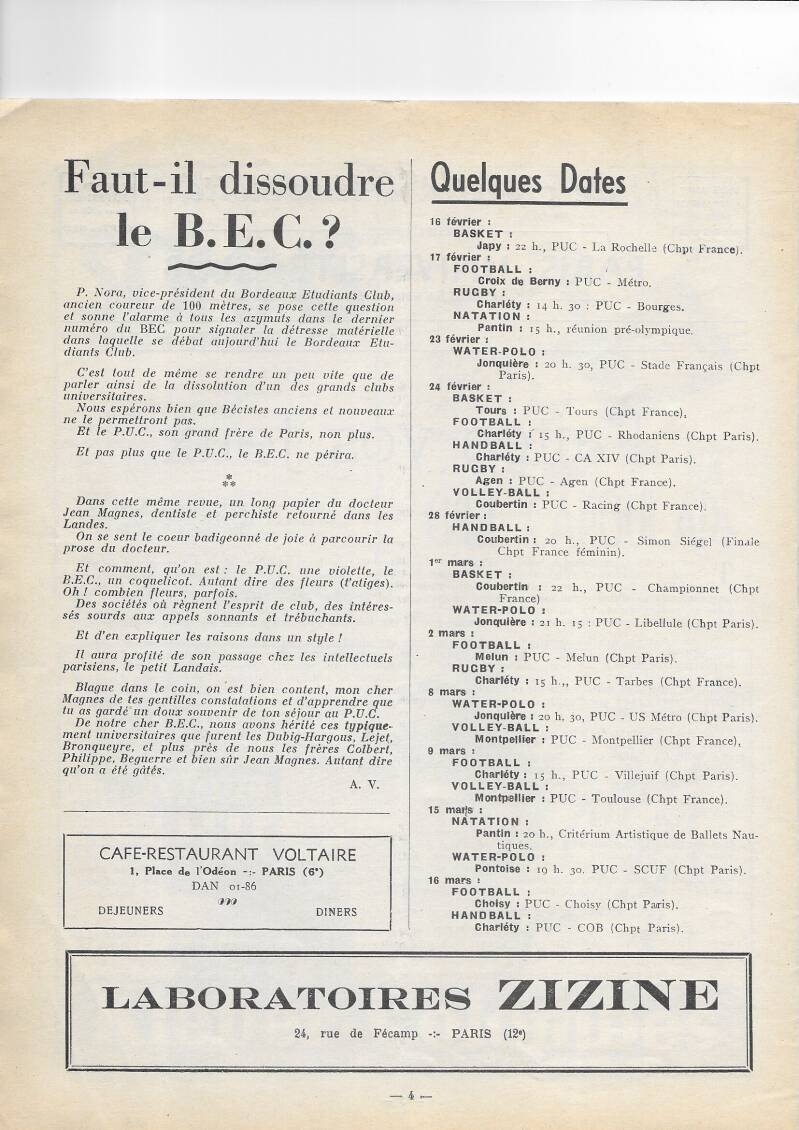 Faut-il dissoudre
le B.E.C.?
P. Nora, vice-président du Bordeaux Etudiants Club,
ancien coureur de 100 mètres, se pose cette question
et sonne l'alarme à tous les azymuts dans le dernier
numéro du BEC pour signaler la détresse matérielle
dans laquelle se débat aujourd'hui le Bordeaux Etu-
diants Club.
C'est tout de même se rendre un peu vite que de
parler ainsi de la dissolution d'un des grands clubs
universitaires.
Nous espérons bien que Bécistes anciens et nouveaux
ne le permettront pas.
Et le P.U.C., son grand frère de Paris, non plus.
Et pas plus que le P.U.C., le B.E.C. ne périra.
*
**
Dans cette même revue, un long papier du docteur
Jean Magnes, dentiste et perchiste retourné dans les
Landes.
On se sent le coeur badigeonné de joie à parcourir la
prose du docteur.
Et comment, qu'on est : le P.U.C. une violette, le
B.E.C., un coquelicot. Autant dire des fleurs (t'atiges).
Oh ! combien fleurs, parfois.
Des sociétés où règnent l'esprit de club, des intéres-
sés sourds aux appels sonnants et trébuchants.
Et d'en expliquer les raisons dans un style !
Il aura profité de son passage chez les intellectuels
parisiens, le petit Landais.
Blague dans le coin, on est bien content, mon cher
Magnes de tes gentilles constatations et d'apprendre que
tu as gardé un doux souvenir de ton séjour au P.U.C.
De notre cher B.E.C., nous avons hérité ces typique-
ment universitaires que furent les Dubig-Hargous, Lejet,
Bronqueyre, et plus près de nous les frères Colbert,
Philippe, Beguerre et bien sûr Jean Magnes. Autant dire
qu'on a été gâtés.
A. V.
CAFE-RESTAURANT VOLTAIRE
1, Place de l'Odéon -:- PARIS (6e)
DAN 01-86
DEJEUNERS DINERS
Quelques Dates
16 février :
BASKET :
Japy : 22 h., PUC - La Rochelle (Chpt France).
17 février :
FOOTBALL :
Croix de Berny : PUC - Métro.
RUGBY :
Charléty : 14 h. 30 : PUC - Bourges.
NATATION :
Pantin : 15 h., réunion pré-olympique.
23 février :
WATER-POLO :
Jonquière : 20 h. 30, PUC - Stade Français (Chpt
Paris).
24 février :
BASKET :
Tours : PUC - Tours (Chpt France),
FOOTBALL :
Charléty : 15 h., PUC - Rhodaniens (Chpt Paris).
HANDBALL :
Charléty : PUC - CA XIV (Chpt Paris).
RUGBY :
Agen : PUC - Agen (Chpt France).
VOLLEY-BALL :
Coubertin : PUC - Racing (Chpt France).
28 février :
HANDBALL :
Coubertin : 20 h., PUC - Simon Siégel (Finale
Chpt France féminin).
1er mars :
BASKET :
Coubertin : 22 h., PUC - Championnet (Chpt
France)
WATER-POLO :
Jonquière : 21 h. 15 : PUC - Libellule (Chpt Paris).
2 mars :
FOOTBALL :
Melun : PUC - Melun (Chpt Paris).
RUGBY :
Charléty : 15 h.,, PUC - Tarbes (Chpt France).
8 mars :
WATER-POLO :
Jonquière : 20 h. 30, PUC - US Métro (Chpt Paris).
VOLLEY-BALL :
Montpellier : PUC - Montpellier (Chpt France),
9 mars :
FOOTBALL :
Charléty : 15 h., PUC - Villejuif (Chpt Paris).
VOLLEY-BALL :
Montpellier : PUC - Toulouse (Chpt France).
15 mars :
NATATION :
Pantin : 20 h., Critérium Artistique de Ballets Nau-
tiques.
WATER-POLO :
Pontoise : 19 h. 30. PUC - SCUF (Chpt Paris).
16 mars :
FOOTBALL :
Choisy : PUC - Choisy (Chpt Paris).
HANDBALL :
Charléty : PUC - COB (Chpt Paris).
LABORATOIRES ZIZINE
24, rue de Fécamp -:- PARIS (12e)
— 4 —